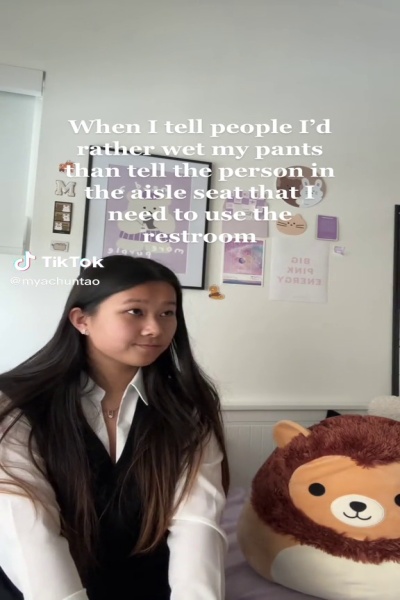 When I tell people I'd
rather wet my pants
than tell the person in
the aisle seat that I
need to use the
restroom
M
TikTok
@myachuntao
BIG
PINK
ENERGY